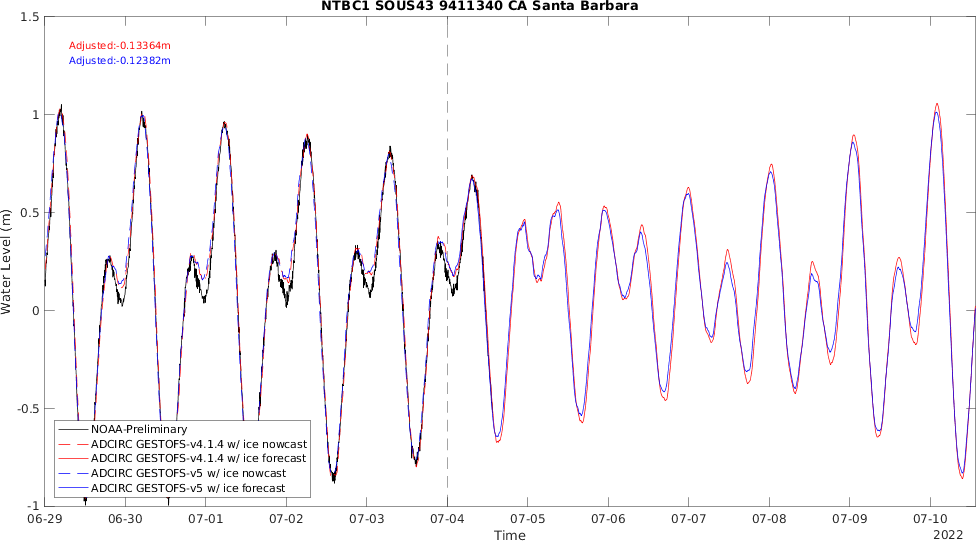 NTBC1 SOUS43 9411340 CA Santa Barbara
1.5
Adjusted:-0.13364m
Adjusted:-0.12382m
1
0.5
Water Level (m)
0
-0.5
NOAA-Preliminary
ADCIRC GESTOFS-v4.1.4 w/ ice nowcast
ADCIRC GESTOFS-v4.1.4 w/ ice forecast
ADCIRC GESTOFS-v5 w/ ice nowcast
ADCIRC GESTOFS-v5 w/ ice forecast
-1
06-29 06-30 07-01 07-02 07-03 07-04 07-05 07-06 07-07 07-08 07-09 07-10
Time
2022